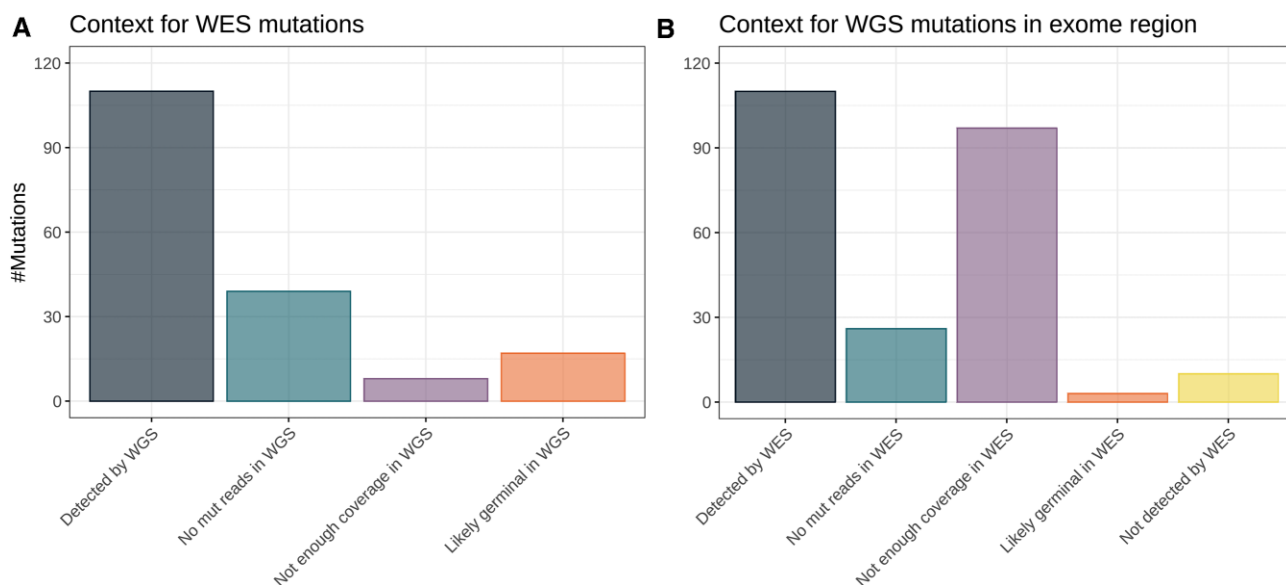 A
Context for WES mutations
#Mutations
120
90
60
30
0
Detected by WGS
No mut reads in WGS
Not enough coverage in WGS
Likely germinal in WGS
B
Context for WGS mutations in exome region
120
90
60
30
0
Detected by WES
No mut reads in WES
Not enough coverage in WES
Likely germinal in WES
Not detected by WES